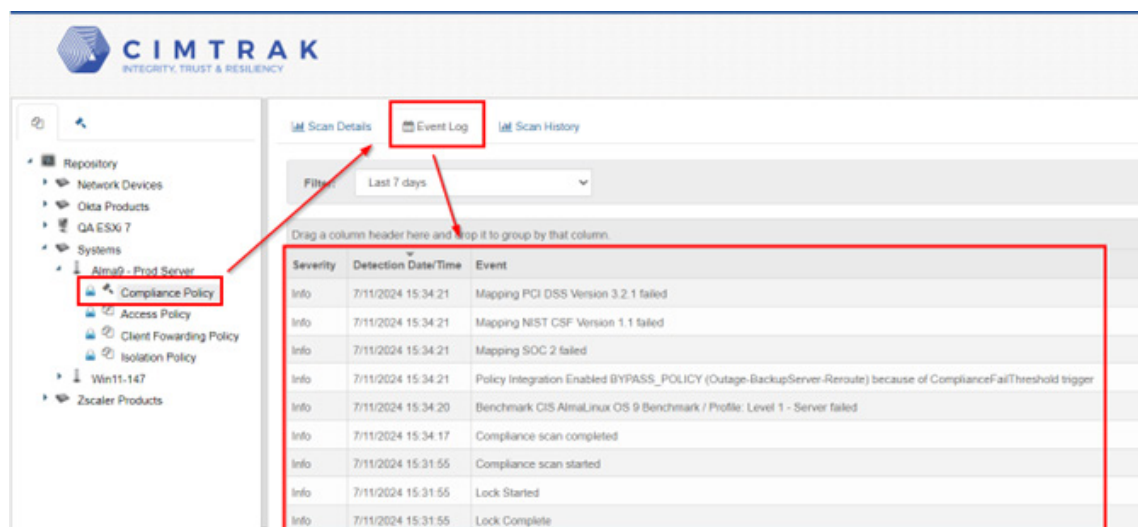 CIMTRAK
INTEGRITY, TRUST & RESILIENCY
Scan Details Event Log Scan History
Repository
Network Devices
Okta Products
QA ESXi 7
Systems
Alma9 - Prod Server
Compliance Policy
Access Policy
Client Fowarding Policy
Isolation Policy
Win11-147
Zscaler Products
Filter: Last 7 days
Drag a column header here and drop it to group by that column.
Severity Detection Date/Time Event
Info 7/11/2024 15:34:21 Mapping PCI DSS Version 3.2.1 failed
Info 7/11/2024 15:34:21 Mapping NIST CSF Version 1.1 failed
Info 7/11/2024 15:34:21 Mapping SOC 2 failed
Info 7/11/2024 15:34:21 Policy Integration Enabled BYPASS_POLICY (Outage-BackupServer-Reroute) because of ComplianceFailThreshold trigger
Info 7/11/2024 15:34:20 Benchmark CIS AlmaLinux OS 9 Benchmark / Profile: Level 1 - Server failed
Info 7/11/2024 15:34:17 Compliance scan completed
Info 7/11/2024 15:31:55 Compliance scan started
Info 7/11/2024 15:31:55 Lock Started
Info 7/11/2024 15:31:55 Lock Complete